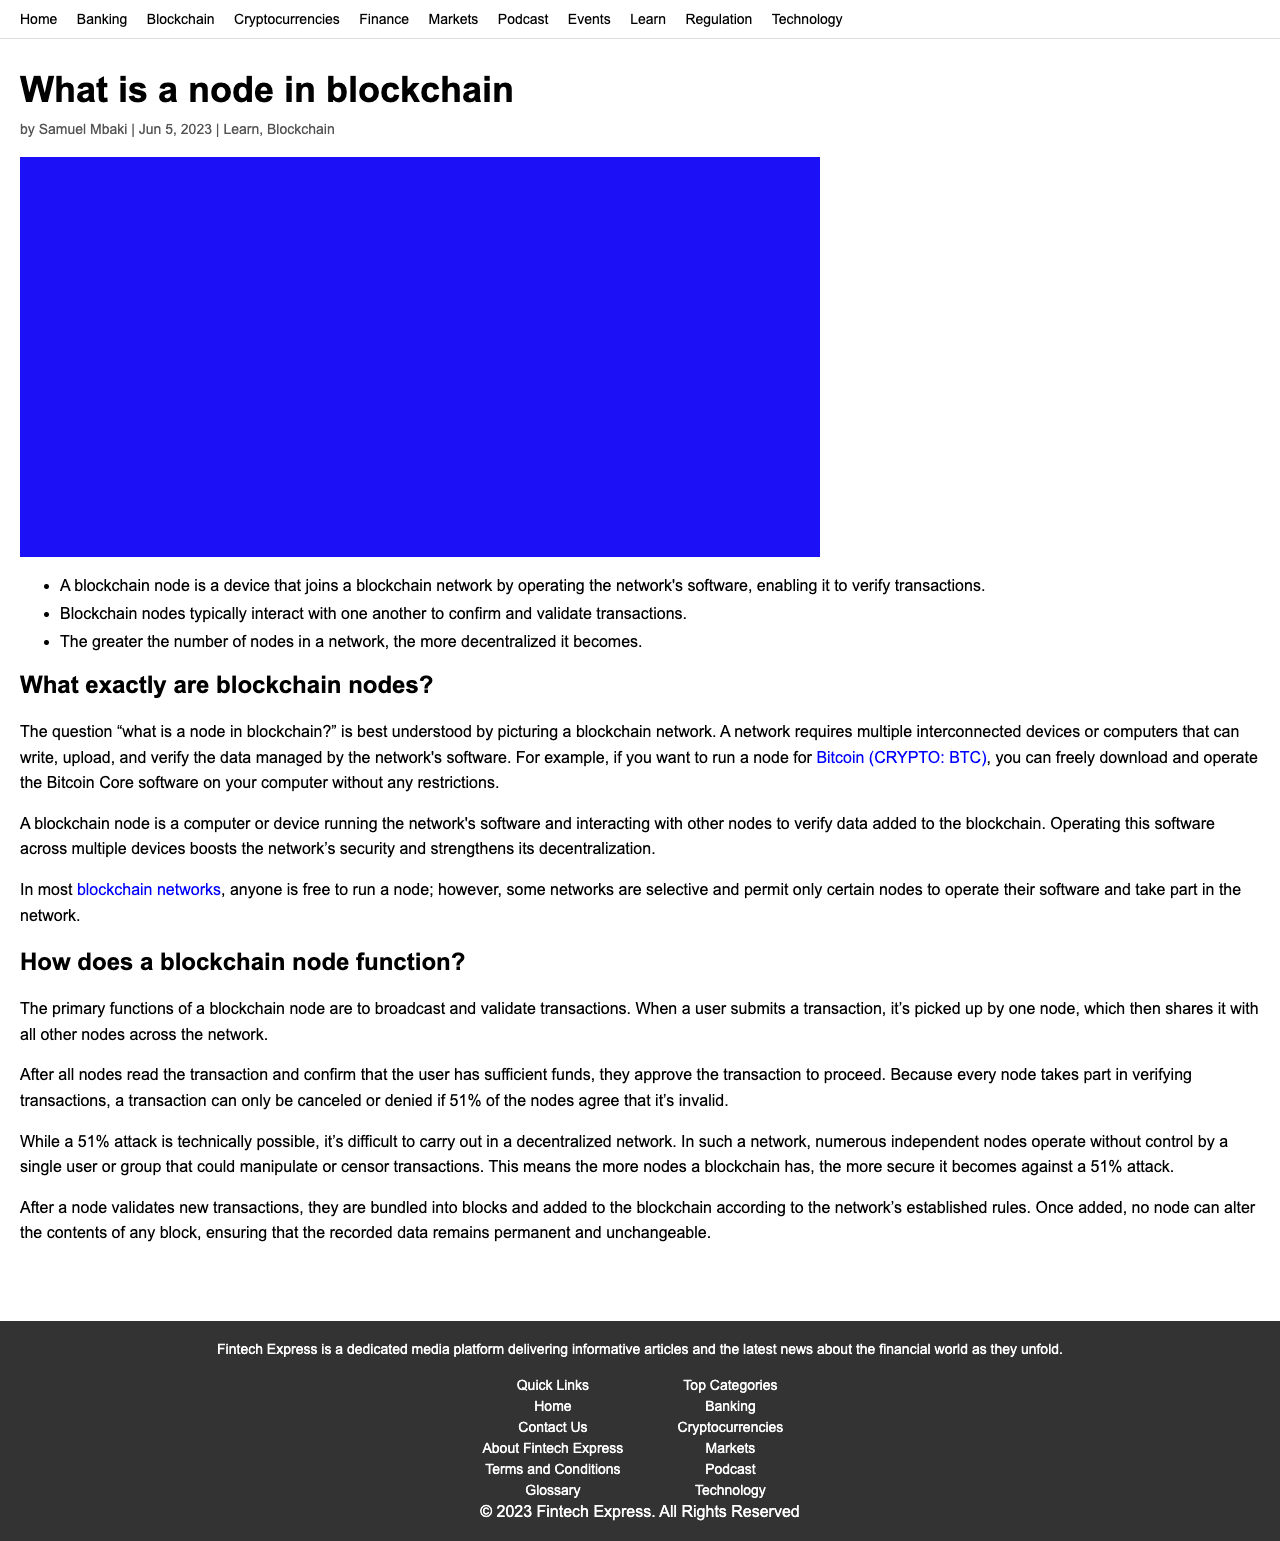 Home Banking Blockchain Cryptocurrencies Finance Markets Podcast Events Learn Regulation Technology
What is a node in blockchain
by Samuel Mbaki | Jun 5, 2023 | Learn, Blockchain
• A blockchain node is a device that joins a blockchain network by operating the network's software, enabling it to verify transactions.
• Blockchain nodes typically interact with one another to confirm and validate transactions.
• The greater the number of nodes in a network, the more decentralized it becomes.
What exactly are blockchain nodes?
The question “what is a node in blockchain?” is best understood by picturing a blockchain network. A network requires multiple interconnected devices or computers that can
write, upload, and verify the data managed by the network's software. For example, if you want to run a node for Bitcoin (CRYPTO: BTC), you can freely download and operate
the Bitcoin Core software on your computer without any restrictions.
A blockchain node is a computer or device running the network's software and interacting with other nodes to verify data added to the blockchain. Operating this software
across multiple devices boosts the network’s security and strengthens its decentralization.
In most blockchain networks, anyone is free to run a node; however, some networks are selective and permit only certain nodes to operate their software and take part in the
network.
How does a blockchain node function?
The primary functions of a blockchain node are to broadcast and validate transactions. When a user submits a transaction, it’s picked up by one node, which then shares it with
all other nodes across the network.
After all nodes read the transaction and confirm that the user has sufficient funds, they approve the transaction to proceed. Because every node takes part in verifying
transactions, a transaction can only be canceled or denied if 51% of the nodes agree that it’s invalid.
While a 51% attack is technically possible, it’s difficult to carry out in a decentralized network. In such a network, numerous independent nodes operate without control by a
single user or group that could manipulate or censor transactions. This means the more nodes a blockchain has, the more secure it becomes against a 51% attack.
After a node validates new transactions, they are bundled into blocks and added to the blockchain according to the network’s established rules. Once added, no node can alter
the contents of any block, ensuring that the recorded data remains permanent and unchangeable.
Fintech Express is a dedicated media platform delivering informative articles and the latest news about the financial world as they unfold.
Quick Links
Home
Contact Us
About Fintech Express
Terms and Conditions
Glossary
Top Categories
Banking
Cryptocurrencies
Markets
Podcast
Technology
© 2023 Fintech Express. All Rights Reserved